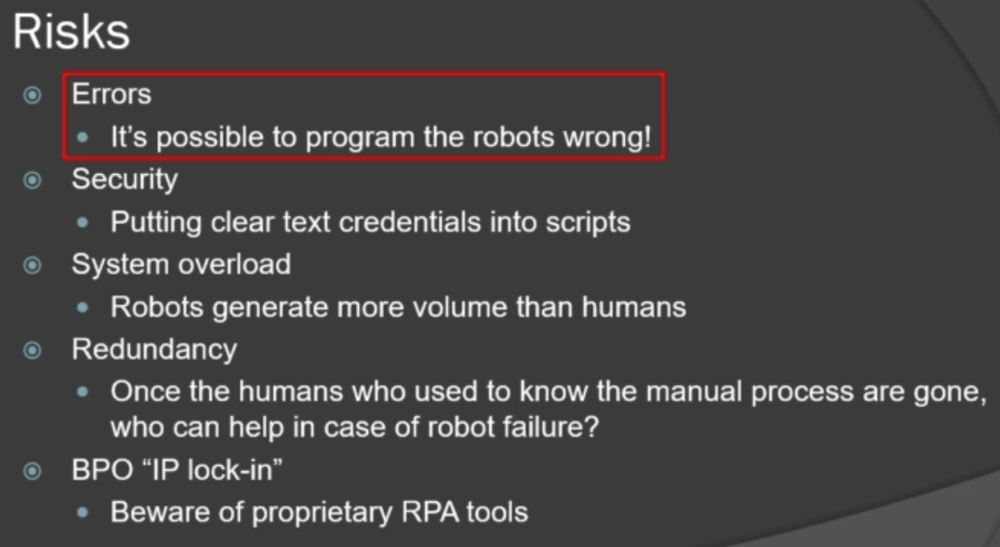 Risks
Errors
It's possible to program the robots wrong!
Security
Putting clear text credentials into scripts
System overload
Robots generate more volume than humans
Redundancy
Once the humans who used to know the manual process are gone,
who can help in case of robot failure?
BPO “IP lock-in”
Beware of proprietary RPA tools